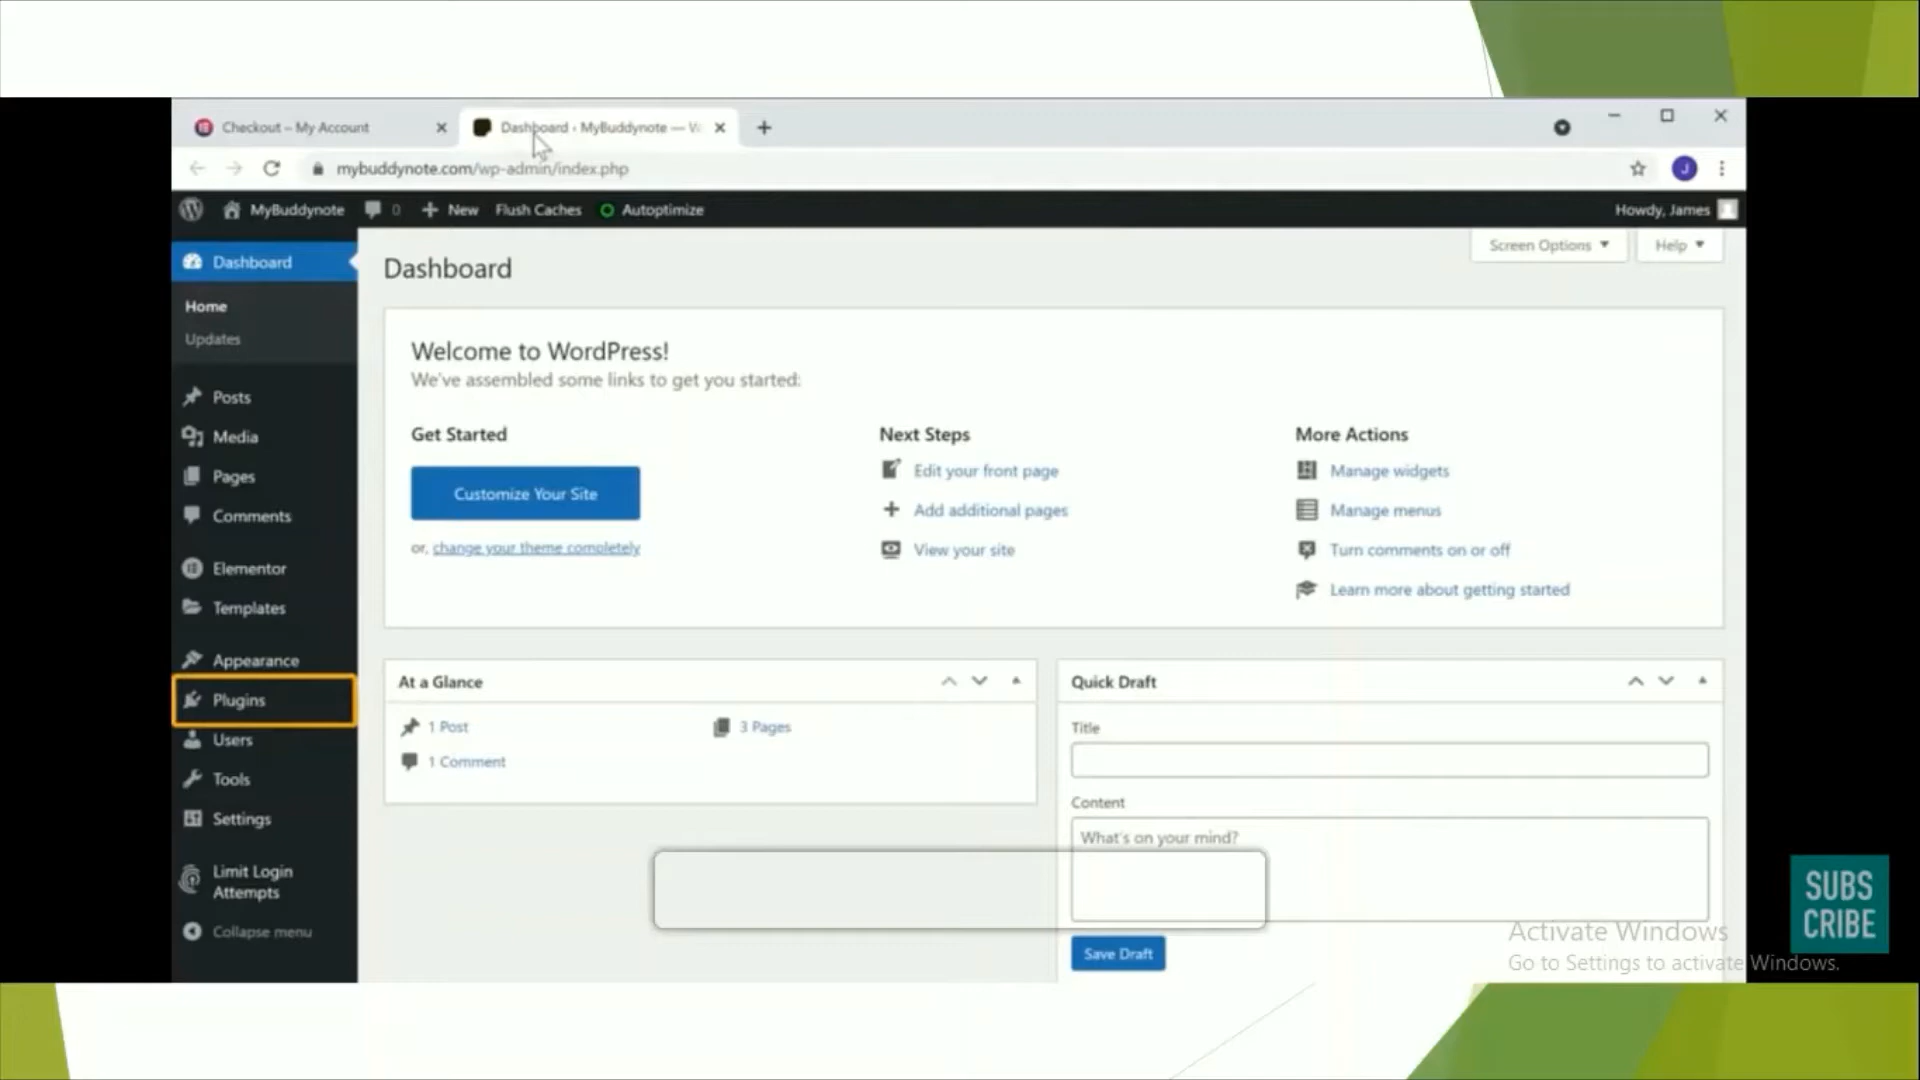 Checkout – My Account
Dashboard ‹ MyBuddynote — W
mybuddynote.com/wp-admin/index.php
J
MyBuddynote
0
New
Flush Caches
Autoptimize
Howdy, James
Dashboard
Home
Updates
Posts
Media
Pages
Comments
Elementor
Templates
Appearance
Plugins
Users
Tools
Settings
Limit Login
Attempts
Collapse menu
Screen Options
Help
Dashboard
Welcome to WordPress!
We've assembled some links to get you started:
Get Started
Customize Your Site
or, change your theme completely
Next Steps
Edit your front page
Add additional pages
View your site
More Actions
Manage widgets
Manage menus
Turn comments on or off
Learn more about getting started
At a Glance
1 Post
3 Pages
1 Comment
Quick Draft
Title
Content
What's on your mind?
Save Draft
SUBS
CRIBE
Activate Windows
Go to Settings to activate Windows.